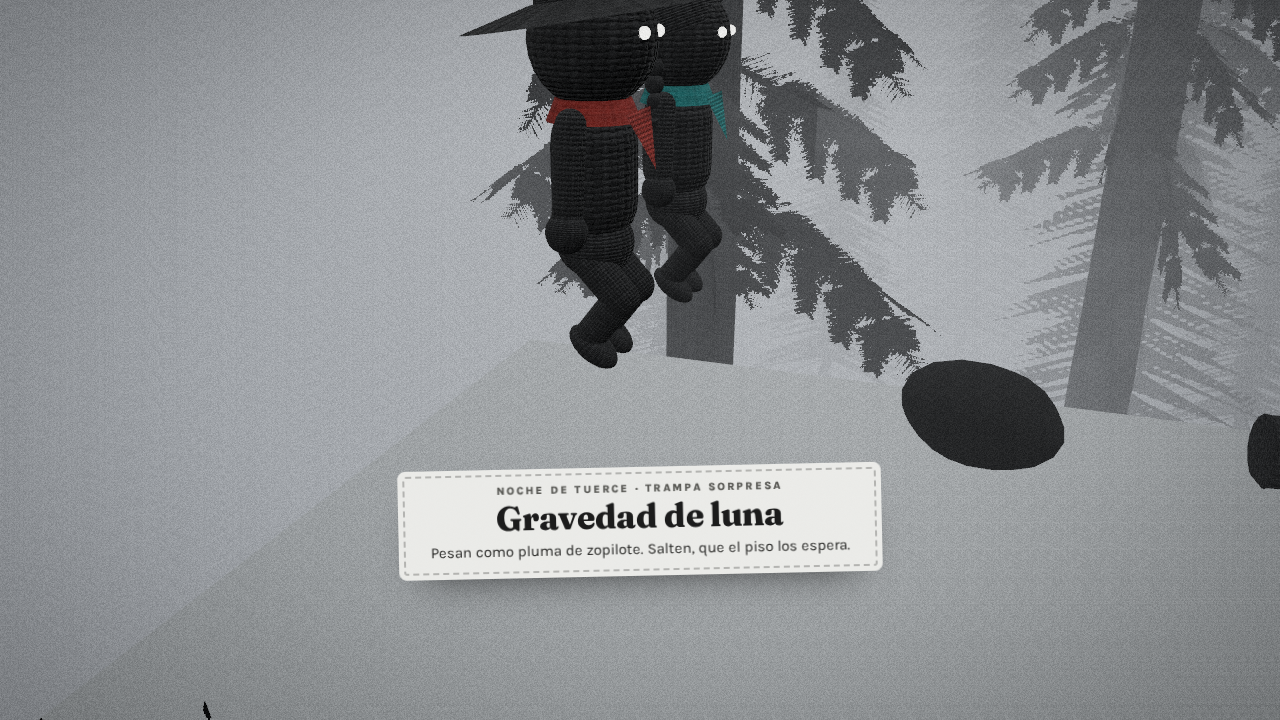 NOCHE DE TUERCE · TRAMPA SORPRESA
Gravedad de luna
Pesan como pluma de zopilote. Salten, que el piso los espera.